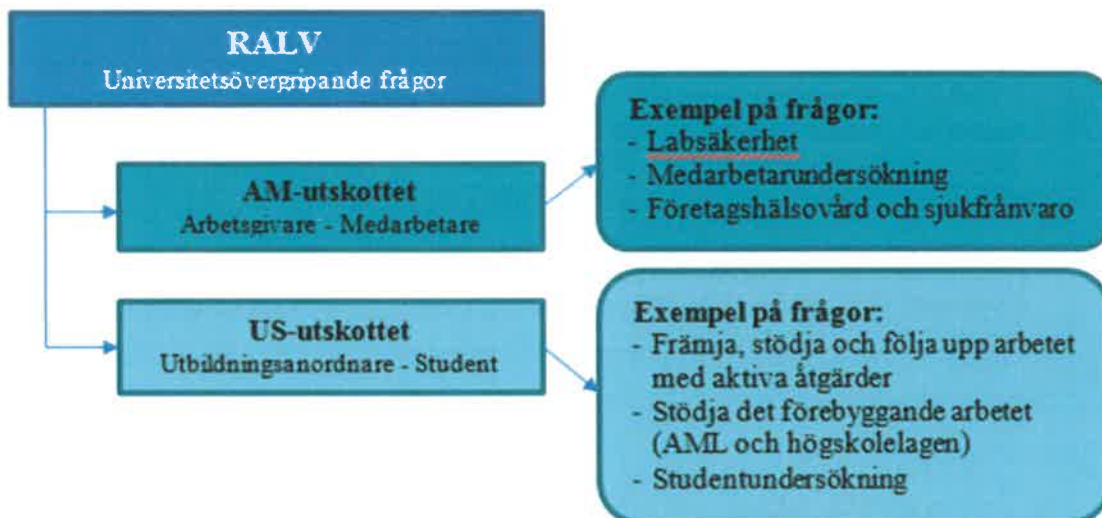 RALV
Universitetsövergripande frågor
AM-utskottet
Arbetsgivare - Medarbetare
Exempel på frågor:
- Labsäkerhet
- Medarbetarundersökning
- Företagshälsovård och sjukfrånvaro
US-utskottet
Utbildningsanordnare - Student
Exempel på frågor:
- Främja, stödja och följa upp arbetet
med aktiva åtgärder
- Stödja det förebyggande arbetet
(AML och högskolelagen)
- Studentundersökning